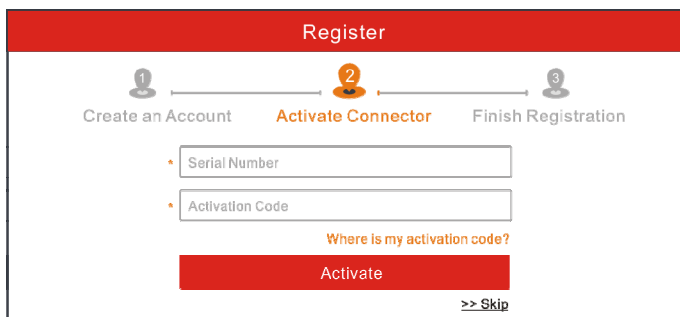 Register
1 2 3
Create an Account Activate Connector Finish Registration
* Serial Number
* Activation Code
Where is my activation code?
Activate
>> Skip